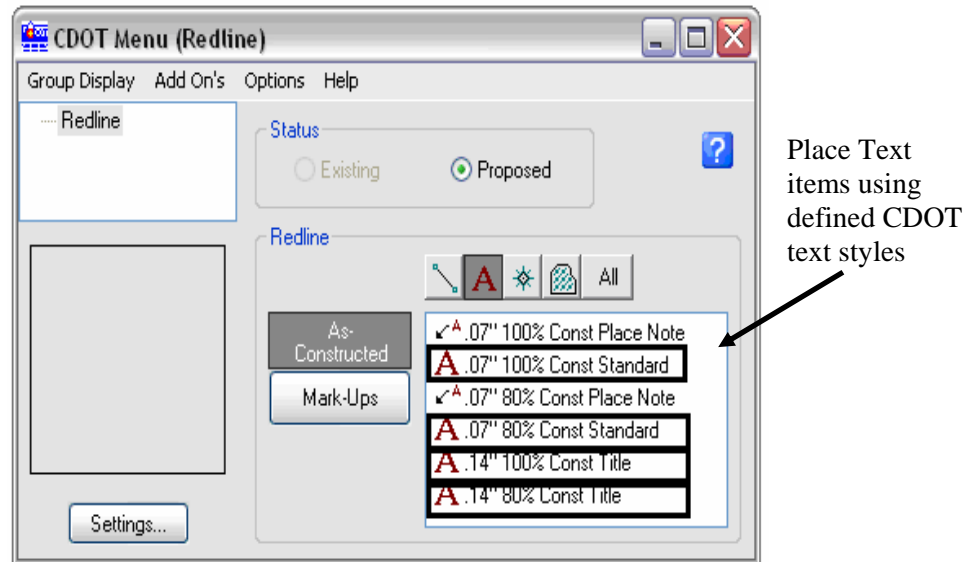 CDOT Menu (Redline)
Group Display Add On's Options Help
Redline
Status
Existing
Proposed
?
Redline
A
All
As-
Constructed
Mark-Ups
A .07" 100% Const Place Note
A .07" 100% Const Standard
A .07" 80% Const Place Note
A .07" 80% Const Standard
A .14" 100% Const Title
A .14" 80% Const Title
Settings...
Place Text
items using
defined CDOT
text styles